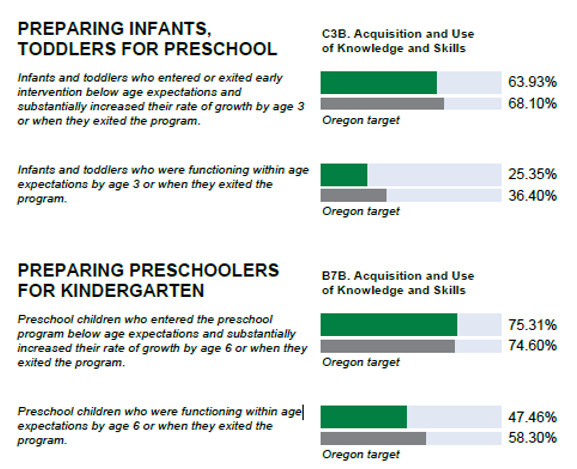 PREPARING INFANTS,
TODDLERS FOR PRESCHOOL
C3B. Acquisition and Use
of Knowledge and Skills
Infants and toddlers who entered or exited early
intervention below age expectations and
substantially increased their rate of growth by age 3
or when they exited the program.
63.93%
68.10%
Oregon target
Infants and toddlers who were functioning within age
expectations by age 3 or when they exited the
program.
25.35%
36.40%
Oregon target
PREPARING PRESCHOOLERS
FOR KINDERGARTEN
B7B. Acquisition and Use
of Knowledge and Skills
Preschool children who entered the preschool
program below age expectations and substantially
increased their rate of growth by age 6 or when they
exited the program.
75.31%
74.60%
Oregon target
Preschool children who were functioning within age
expectations by age 6 or when they exited the
program.
47.46%
58.30%
Oregon target